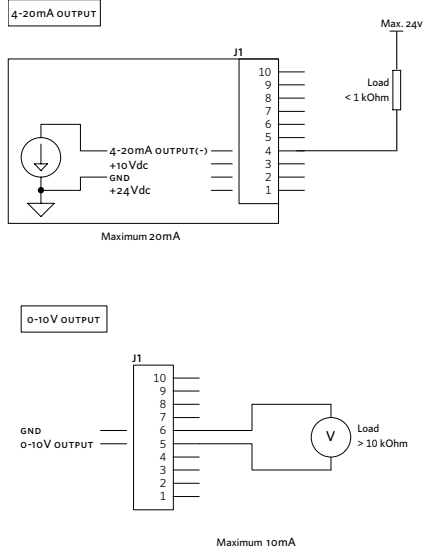 4-20mA OUTPUT
Max. 24v
J1
10
9
8
7
6
5
4
3
2
1
Load
< 1 kOhm
4-20mA OUTPUT(-)
+10Vdc
GND
+24Vdc
Maximum 20mA
0-10V OUTPUT
J1
10
9
8
7
6
5
4
3
2
1
GND
0-10V OUTPUT
V
Load
> 10 kOhm
Maximum 10mA